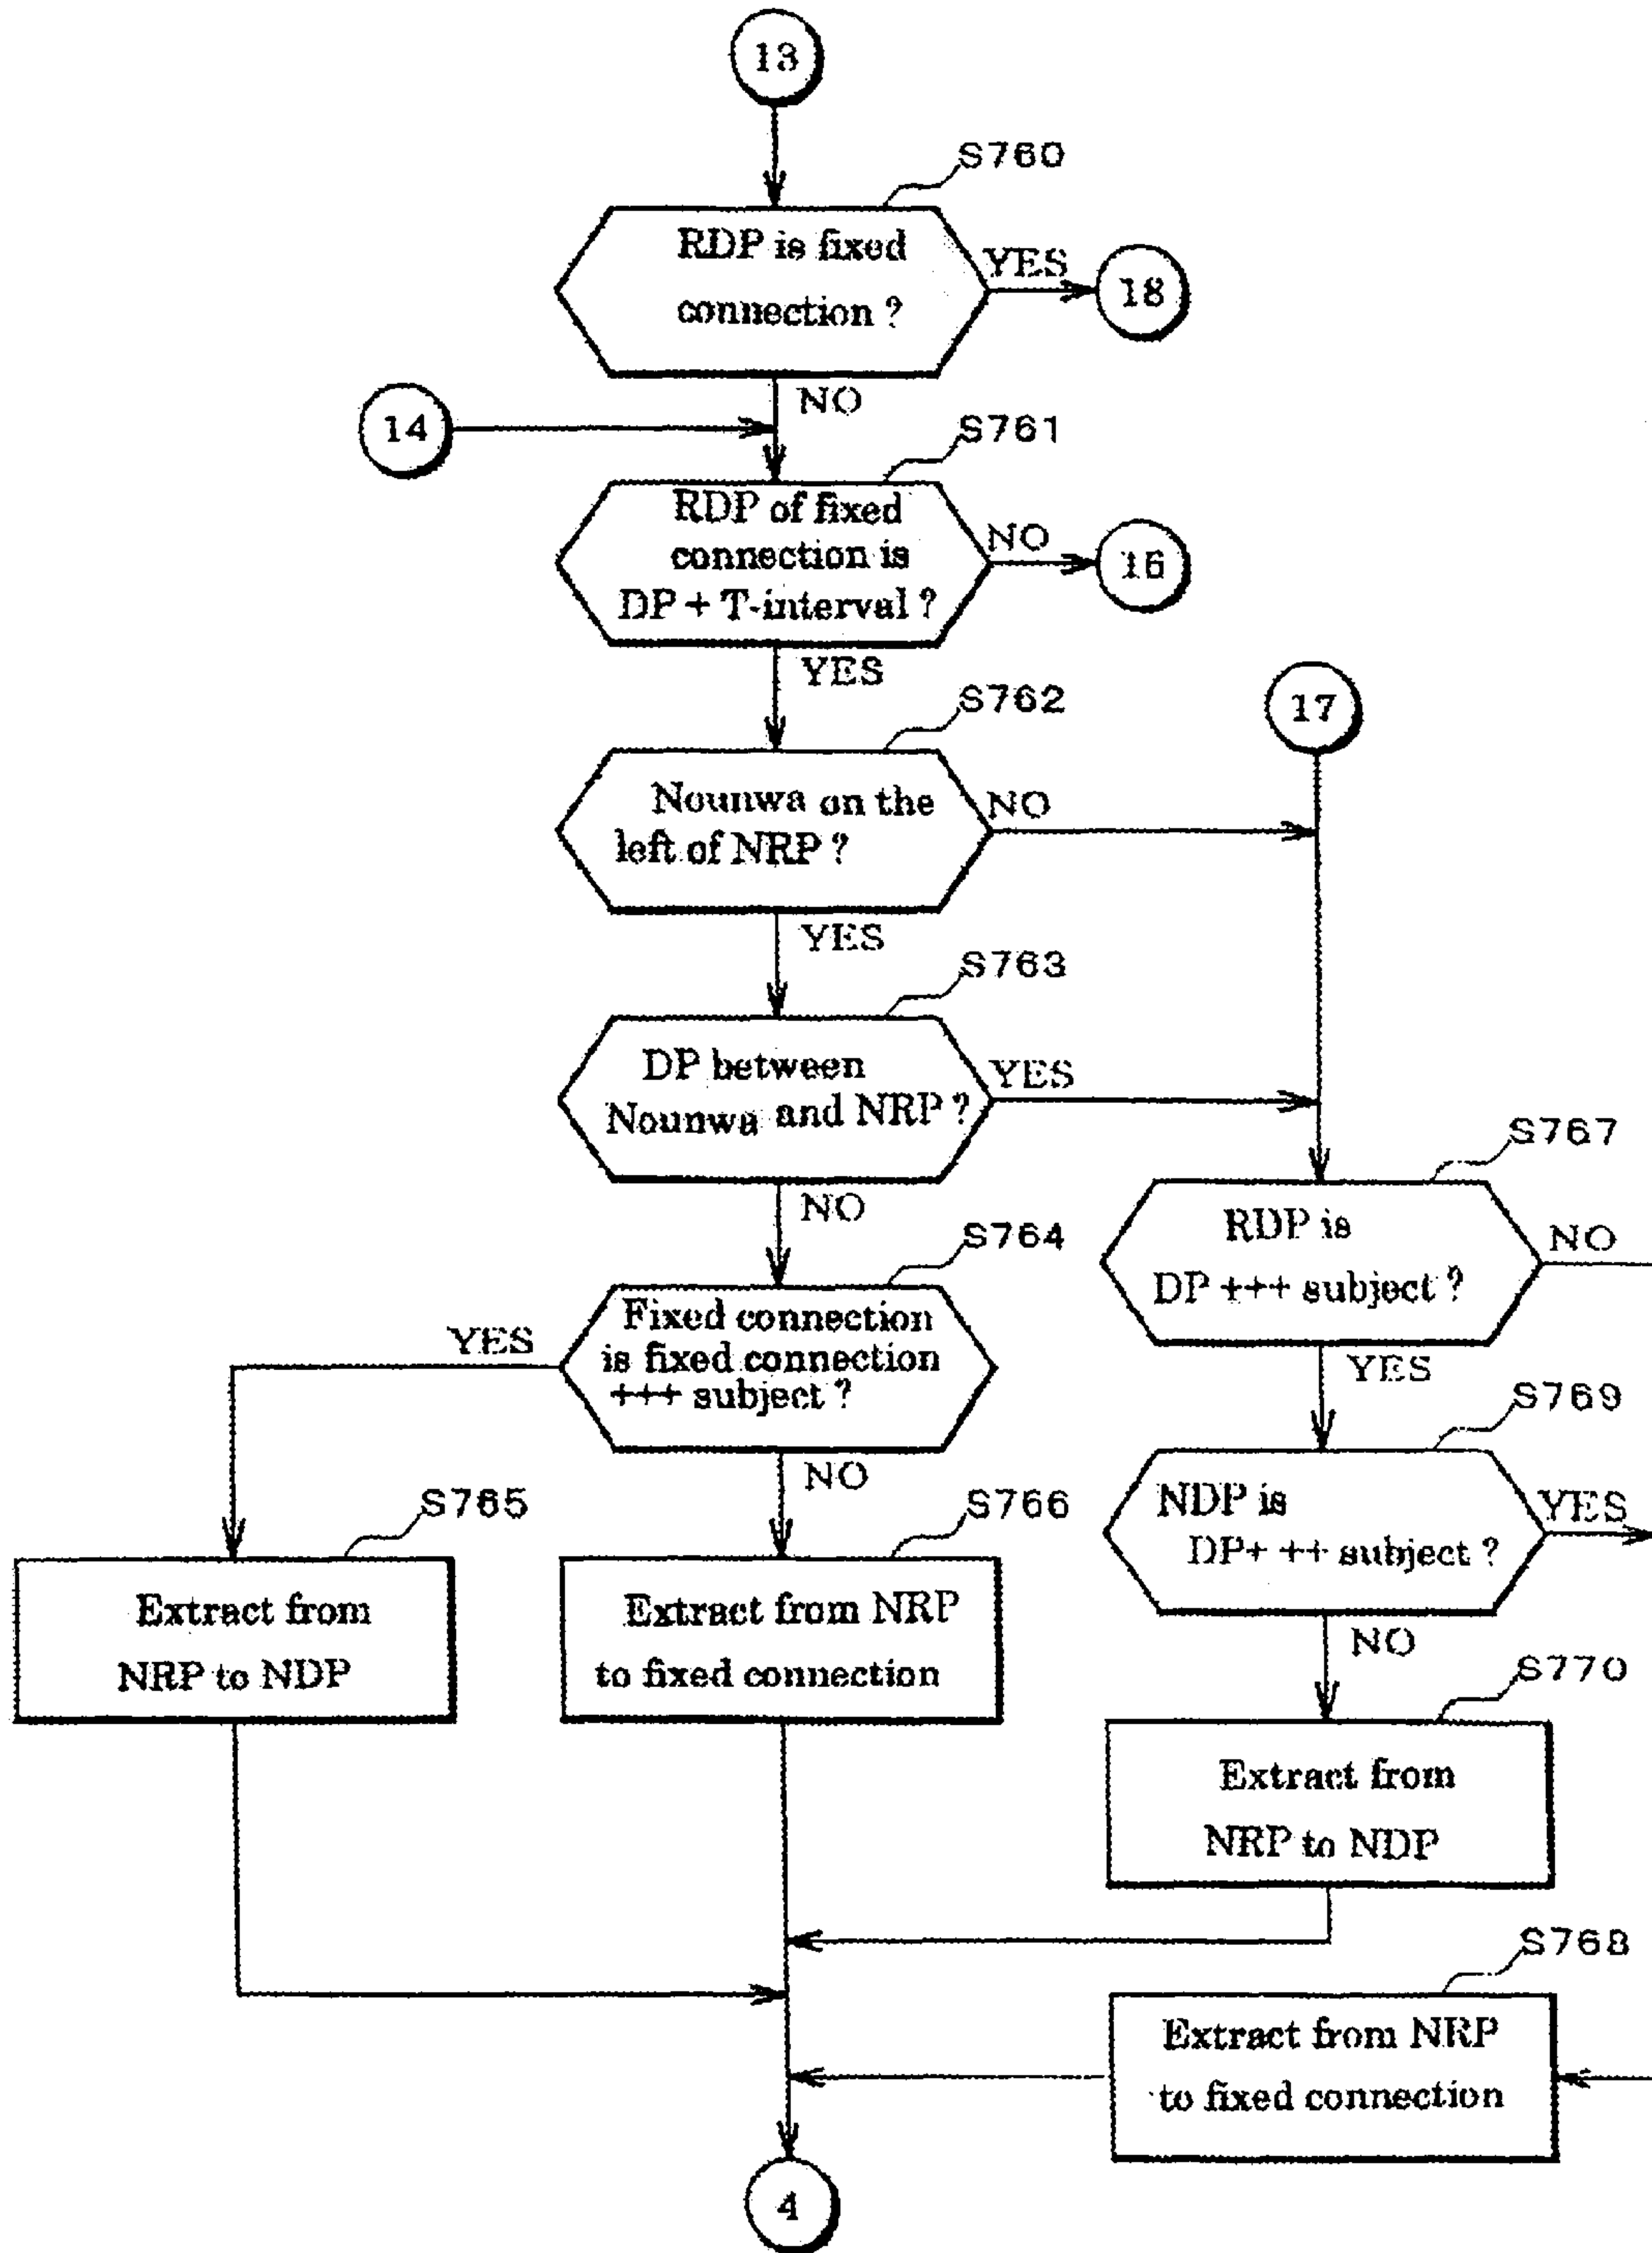 13
S760
RDP is fixed
connection ?
YES
18
NO
14
S761
RDP of fixed
connection is
DP + T-interval ?
NO
16
YES
S762
17
Nounwa on the
left of NRP ?
NO
YES
S763
DP between
Nounwa and NRP ?
YES
S767
NO
RDP is
DP +++ subject ?
NO
S764
Fixed connection
is fixed connection
+++ subject ?
YES
YES
S769
NO
NDP is
DP+ ++ subject ?
YES
S765
S766
Extract from
NRP to NDP
Extract from NRP
to fixed connection
NO
S770
Extract from
NRP to NDP
S768
Extract from NRP
to fixed connection
4